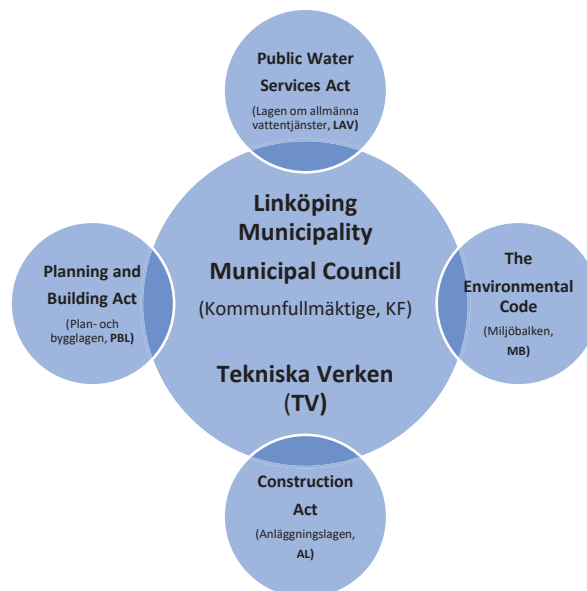 Public Water
Services Act
(Lagen om allmänna
vattentjänster, LAV)
Linköping
Municipality
Municipal Council
(Kommunfullmäktige, KF)
Tekniska Verken
(TV)
Planning and
Building Act
(Plan- och
bygglagen, PBL)
The
Environmental
Code
(Miljöbalken,
MB)
Construction
Act
(Anläggningslagen,
AL)